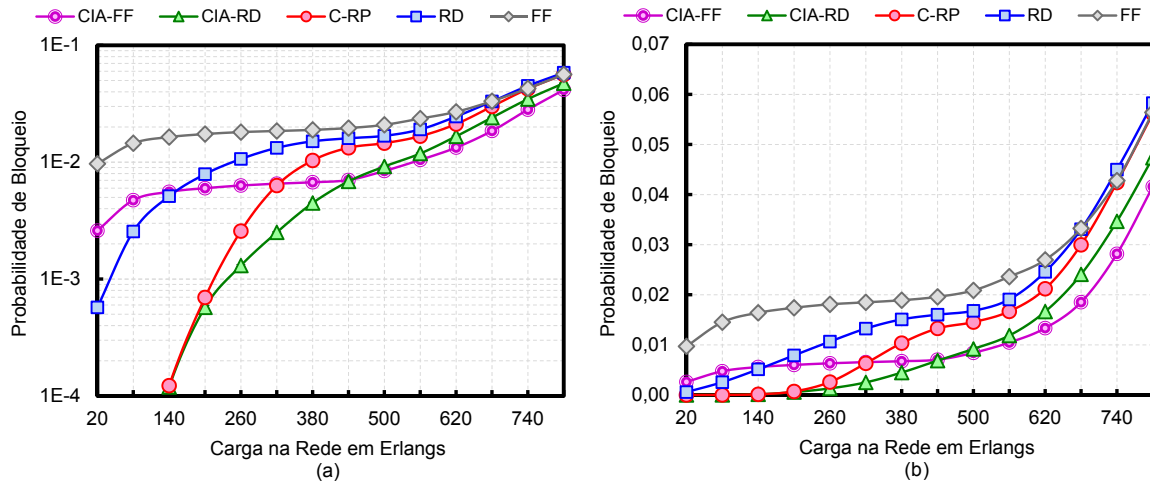 CIA-FF CIA-RD C-RP RD FF
1E-1
1E-2
1E-3
1E-4
Probabilidade de Bloqueio
20 140 260 380 500 620 740
Carga na Rede em Erlangs
(a)
CIA-FF CIA-RD C-RP RD FF
0,07
0,06
0,05
0,04
0,03
0,02
0,01
0,00
Probabilidade de Bloqueio
20 140 260 380 500 620 740
Carga na Rede em Erlangs
(b)